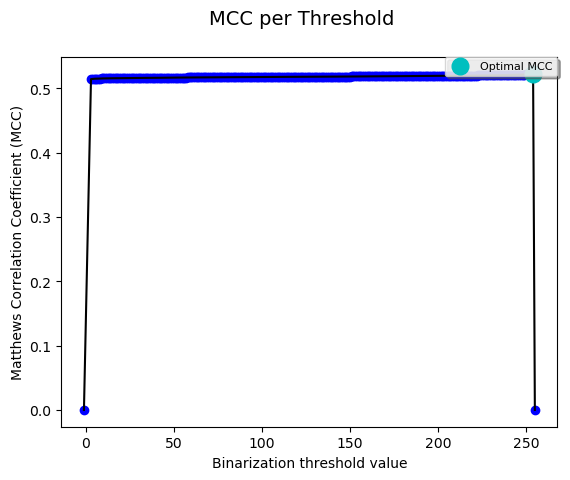 MCC per Threshold
Optimal MCC
0.5
0.4
0.3
0.2
0.1
0.0
Matthews Correlation Coefficient (MCC)
0 50 100 150 200 250
Binarization threshold value